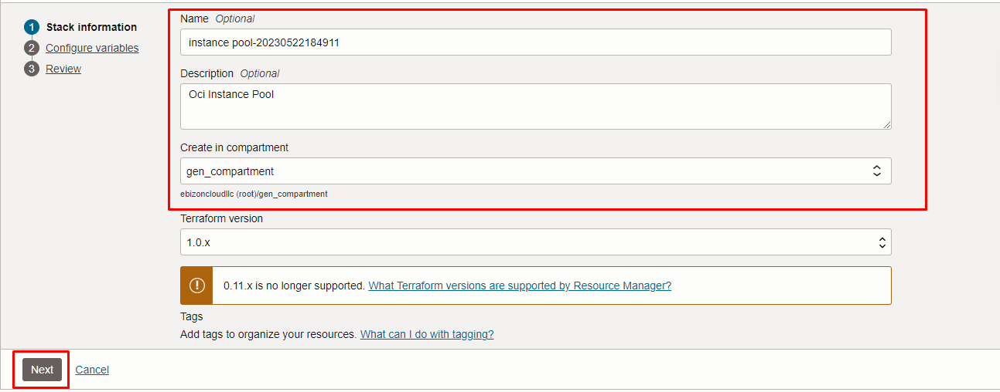 1 Stack information
2 Configure variables
3 Review
Name Optional
instance pool-20230522184911
Description Optional
Oci Instance Pool
Create in compartment
gen_compartment
ebizoncloudllc (root)/gen_compartment
Terraform version
1.0.x
0.11.x is no longer supported. What Terraform versions are supported by Resource Manager?
Tags
Add tags to organize your resources. What can I do with tagging?
Next Cancel